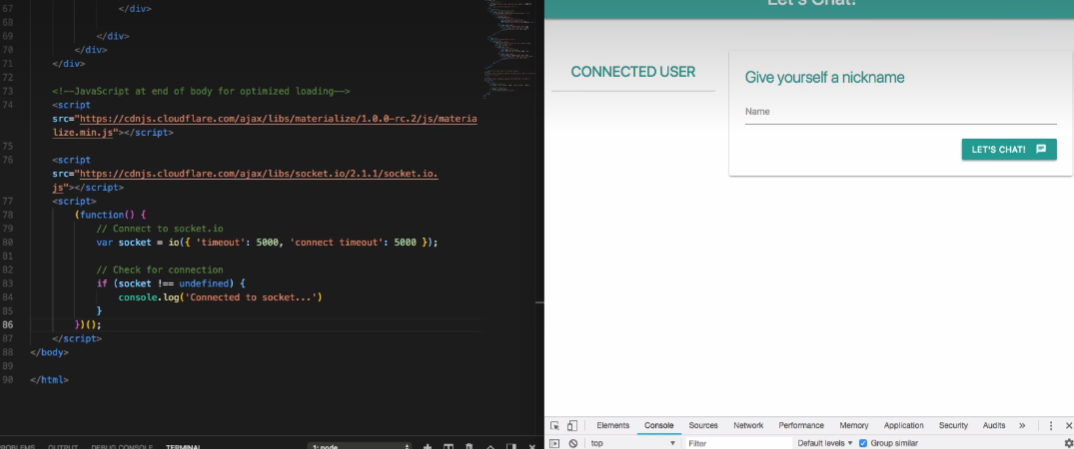 67 </div>
68
69 </div>
70 </div>
71 </div>
72
73 <!--JavaScript at end of body for optimized loading-->
74 <script
src="https://cdnjs.cloudflare.com/ajax/libs/materialize/1.0.0-rc.2/js/materia
lize.min.js"></script>
75
76 <script
src="https://cdnjs.cloudflare.com/ajax/libs/socket.io/2.1.1/socket.io.
js"></script>
77 <script>
78 (function() {
79 // Connect to socket.io
80 var socket = io({ 'timeout': 5000, 'connect timeout': 5000 });
81
82 // Check for connection
83 if (socket !== undefined) {
84 console.log('Connected to socket...')
85 }
86 })();
87 </script>
88 </body>
89
90 </html>
PROBLEMS OUTPUT DEBUG CONSOLE TERMINAL 1: node
Let's Chat!
CONNECTED USER
Give yourself a nickname
Name
LET'S CHAT!
Elements Console Sources Network Performance Memory Application Security Audits »
top Filter Default levels Group similar